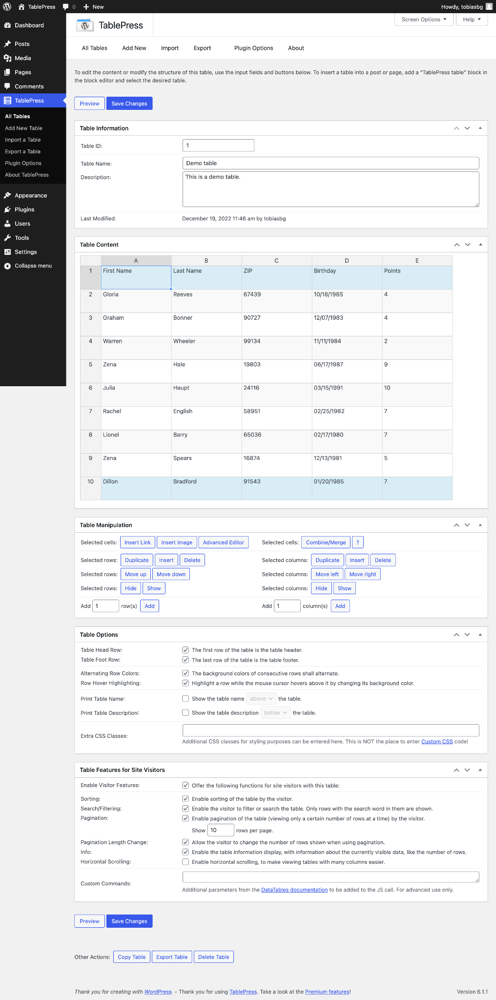 TablePress 0 New Howdy, tobiasbg
Dashboard
Posts
Media
Pages
Comments
TablePress
All Tables
Add New Table
Import a Table
Export a Table
Plugin Options
About TablePress
Appearance
Plugins
Users
Tools
Settings
Collapse menu
TablePress
Screen Options ▼ Help ▼
All Tables Add New Import Export Plugin Options About
To edit the content or modify the structure of this table, use the input fields and buttons below. To insert a table into a post or page, add a “TablePress table” block in
the block editor and select the desired table.
Preview Save Changes
Table Information
Table ID: 1
Table Name: Demo table
Description: This is a demo table.
Last Modified: December 19, 2022 11:46 am by tobiasbg
Table Content
A B C D E
1 First Name Last Name ZIP Birthday Points
2 Gloria Reeves 67439 10/18/1985 4
3 Graham Bonner 90727 12/07/1983 4
4 Warren Wheeler 99134 11/11/1984 2
5 Zena Hale 19803 06/17/1987 9
6 Julia Haupt 24116 03/15/1991 10
7 Rachel English 58951 02/25/1982 7
8 Lionel Barry 65036 02/17/1980 7
9 Zena Spears 16874 12/13/1981 5
10 Dillon Bradford 91543 01/20/1985 7
Table Manipulation
Selected cells: Insert Link Insert Image Advanced Editor Selected cells: Combine/Merge ?
Selected rows: Duplicate Insert Delete Selected columns: Duplicate Insert Delete
Selected rows: Move up Move down Selected columns: Move left Move right
Selected rows: Hide Show Selected columns: Hide Show
Add 1 row(s) Add Add 1 column(s) Add
Table Options
Table Head Row: The first row of the table is the table header.
Table Foot Row: The last row of the table is the table footer.
Alternating Row Colors: The background colors of consecutive rows shall alternate.
Row Hover Highlighting: Highlight a row while the mouse cursor hovers above it by changing its background color.
Print Table Name: Show the table name above the table.
Print Table Description: Show the table description below the table.
Extra CSS Classes:
Additional CSS classes for styling purposes can be entered here. This is NOT the place to enter Custom CSS code!
Table Features for Site Visitors
Enable Visitor Features: Offer the following functions for site visitors with this table:
Sorting: Enable sorting of the table by the visitor.
Search/Filtering: Enable the visitor to filter or search the table. Only rows with the search word in them are shown.
Pagination: Enable pagination of the table (viewing only a certain number of rows at a time) by the visitor.
Show 10 rows per page.
Pagination Length Change: Allow the visitor to change the number of rows shown when using pagination.
Info: Enable the table information display, with information about the currently visible data, like the number of rows.
Horizontal Scrolling: Enable horizontal scrolling, to make viewing tables with many columns easier.
Custom Commands:
Additional parameters from the DataTables documentation to be added to the JS call. For advanced use only.
Preview Save Changes
Other Actions: Copy Table Export Table Delete Table
Thank you for creating with WordPress. • Thank you for using TablePress. Take a look at the Premium features! Version 6.1.1